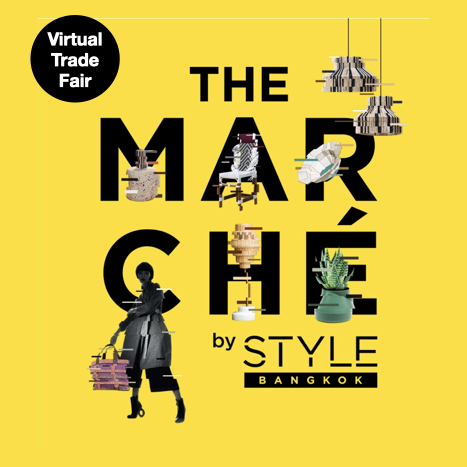 Virtual
Trade
Fair
THE
MAR
CHÉ
by STYLE
BANGKOK